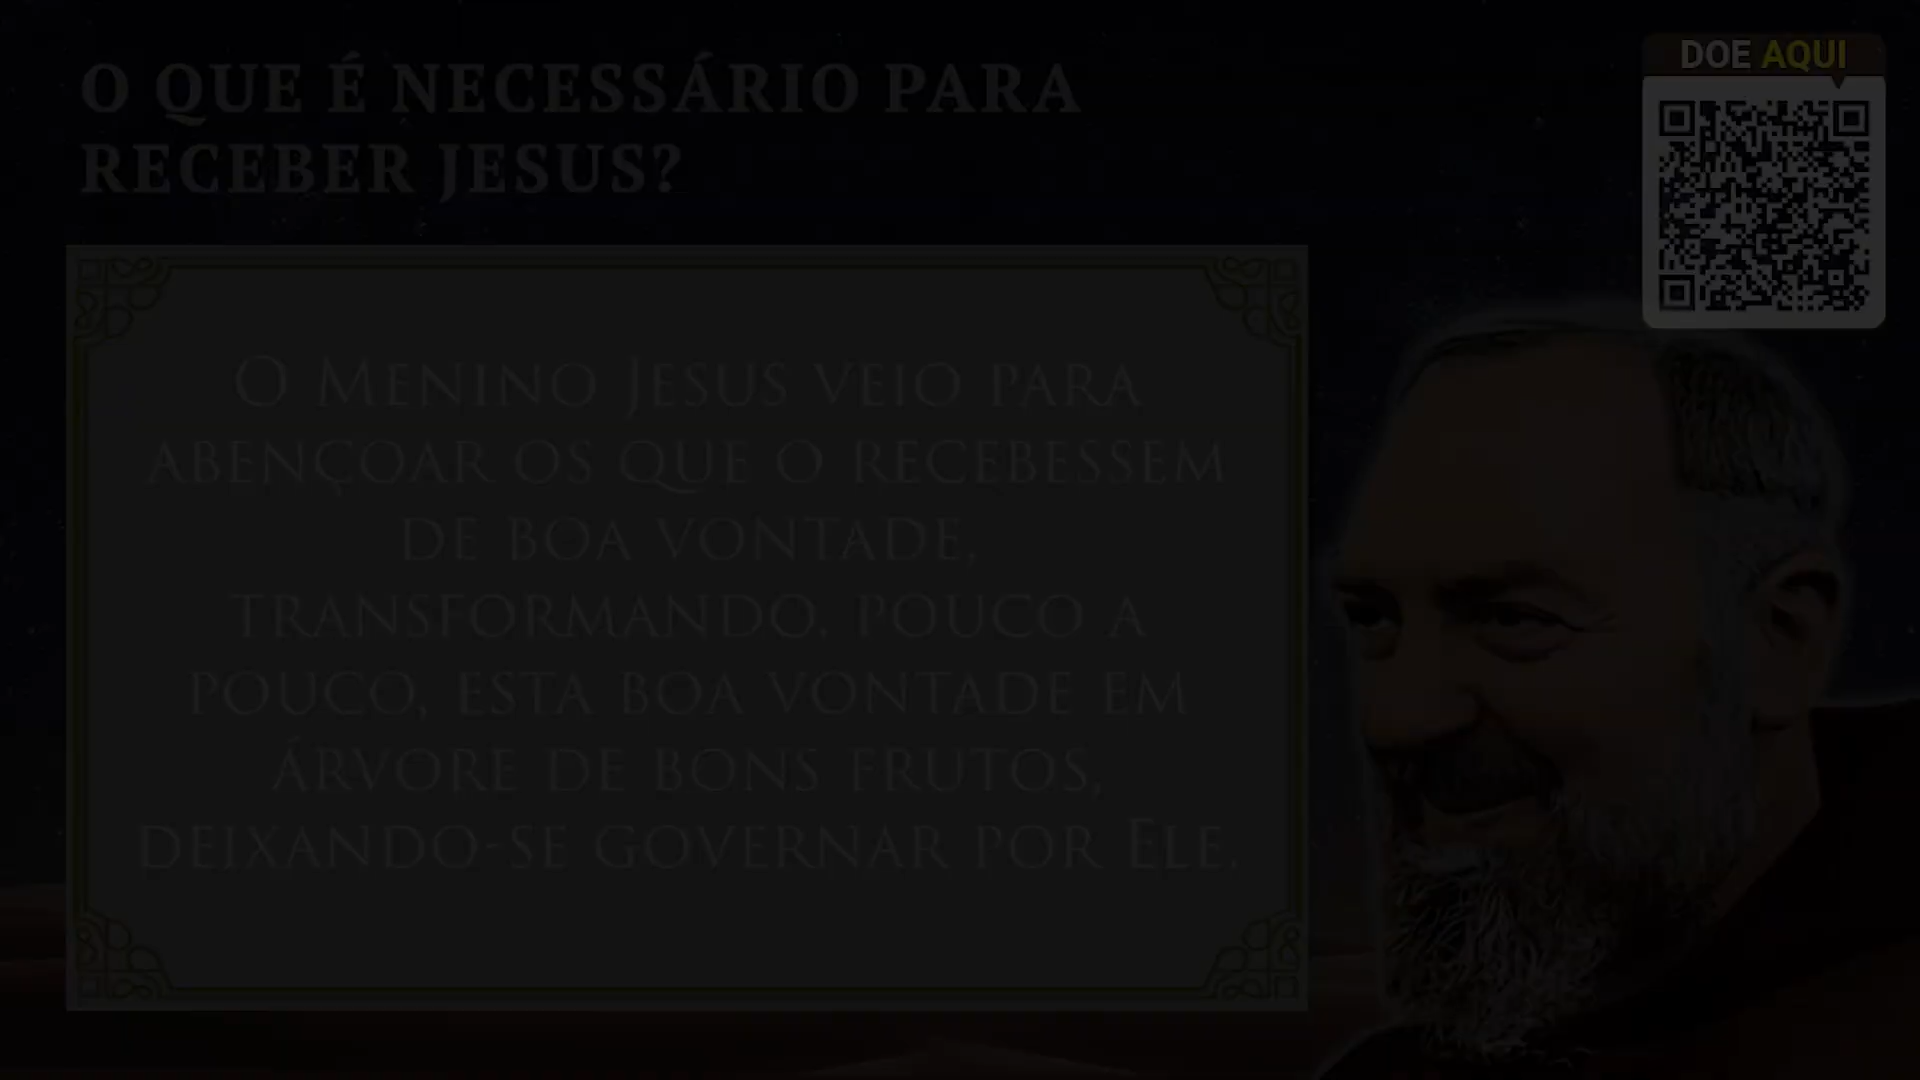 O QUE É NECESSÁRIO PARA
RECEBER JESUS?
DOE AQUI
O MENINO JESUS VEIO PARA
ABENÇOAR OS QUE O RECEBESSEM
DE BOA VONTADE,
TRANSFORMANDO, POUCO A
POUCO, ESTA BOA VONTADE EM
ÁRVORE DE BONS FRUTOS,
DEIXANDO-SE GOVERNAR POR ELE.